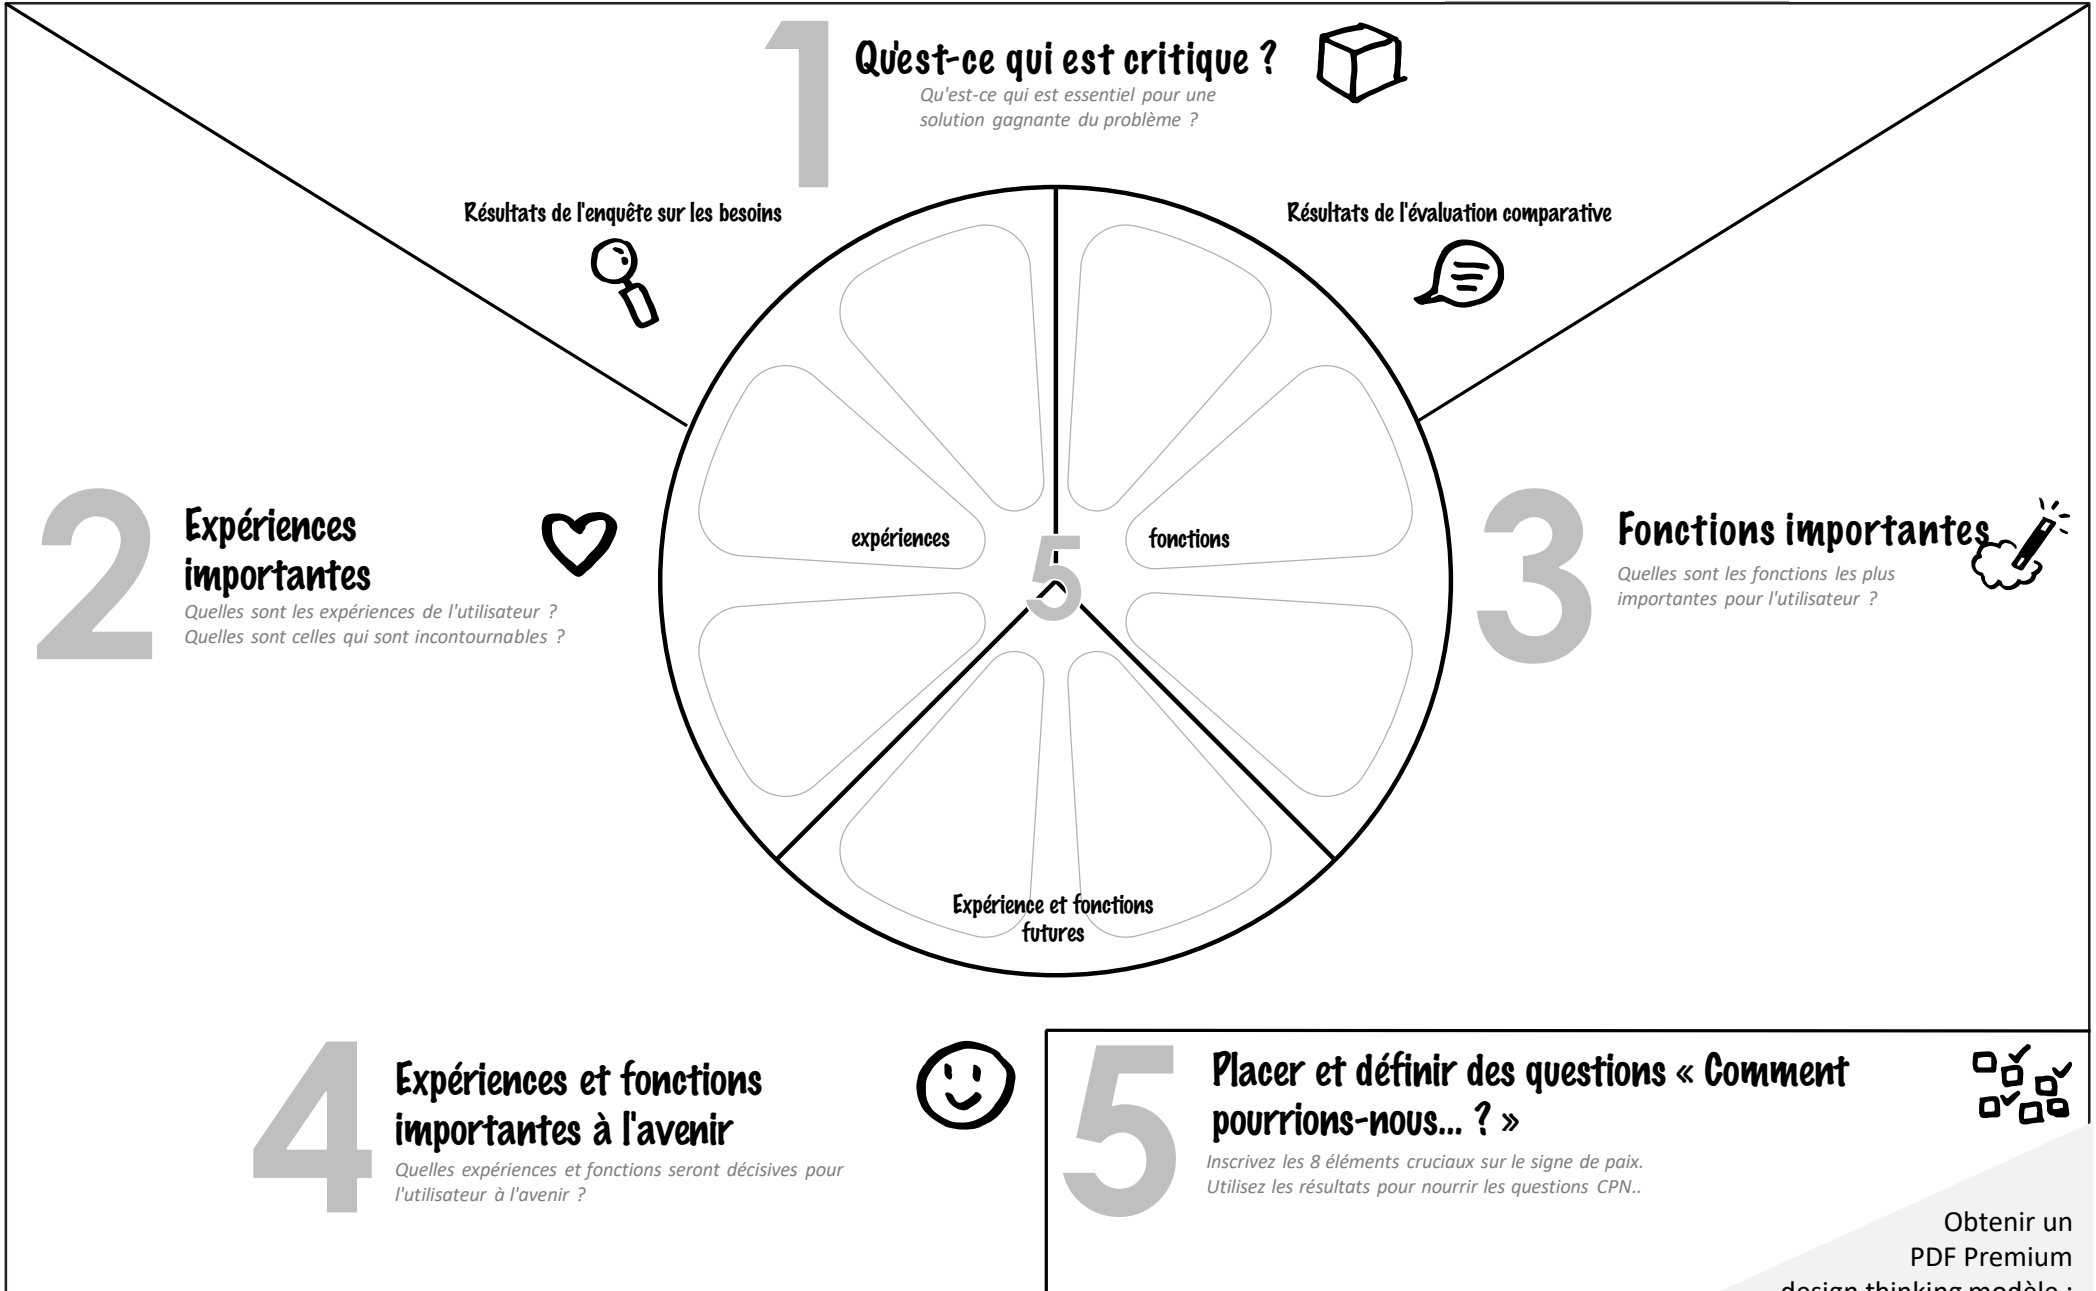 1
Qu'est-ce qui est critique ?
Qu'est-ce qui est essentiel pour une
solution gagnante du problème ?
Résultats de l'enquête sur les besoins
Résultats de l'évaluation comparative
2
Expériences
importantes
Quelles sont les expériences de l'utilisateur ?
Quelles sont celles qui sont incontournables ?
expériences
fonctions
5
3
Fonctions importantes
Quelles sont les fonctions les plus
importantes pour l'utilisateur ?
Expérience et fonctions
futures
4
Expériences et fonctions
importantes à l'avenir
Quelles expériences et fonctions seront décisives pour
l'utilisateur à l'avenir ?
5
Placer et définir des questions « Comment
pourrions-nous... ? »
Inscrivez les 8 éléments cruciaux sur le signe de paix.
Utilisez les résultats pour nourrir les questions CPN..
Obtenir un
PDF Premium
design thinking modèle :